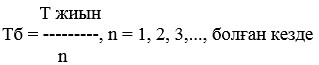 Т жиын
Тб = ---------, n = 1, 2, 3,..., болған кезде
n